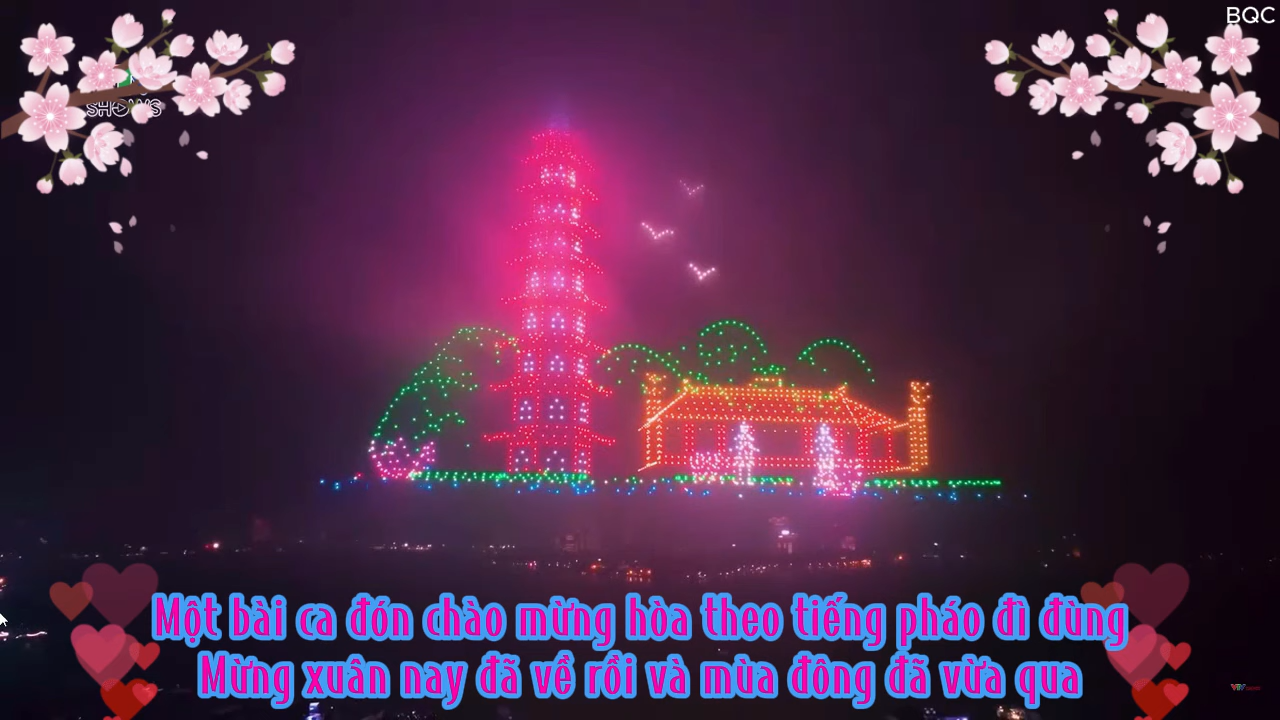 BQC
SHOWS
Một bài ca đón chào mừng hòa theo tiếng pháo đì đùng
Mừng xuân nay đã về rồi và mùa đông đã vừa qua